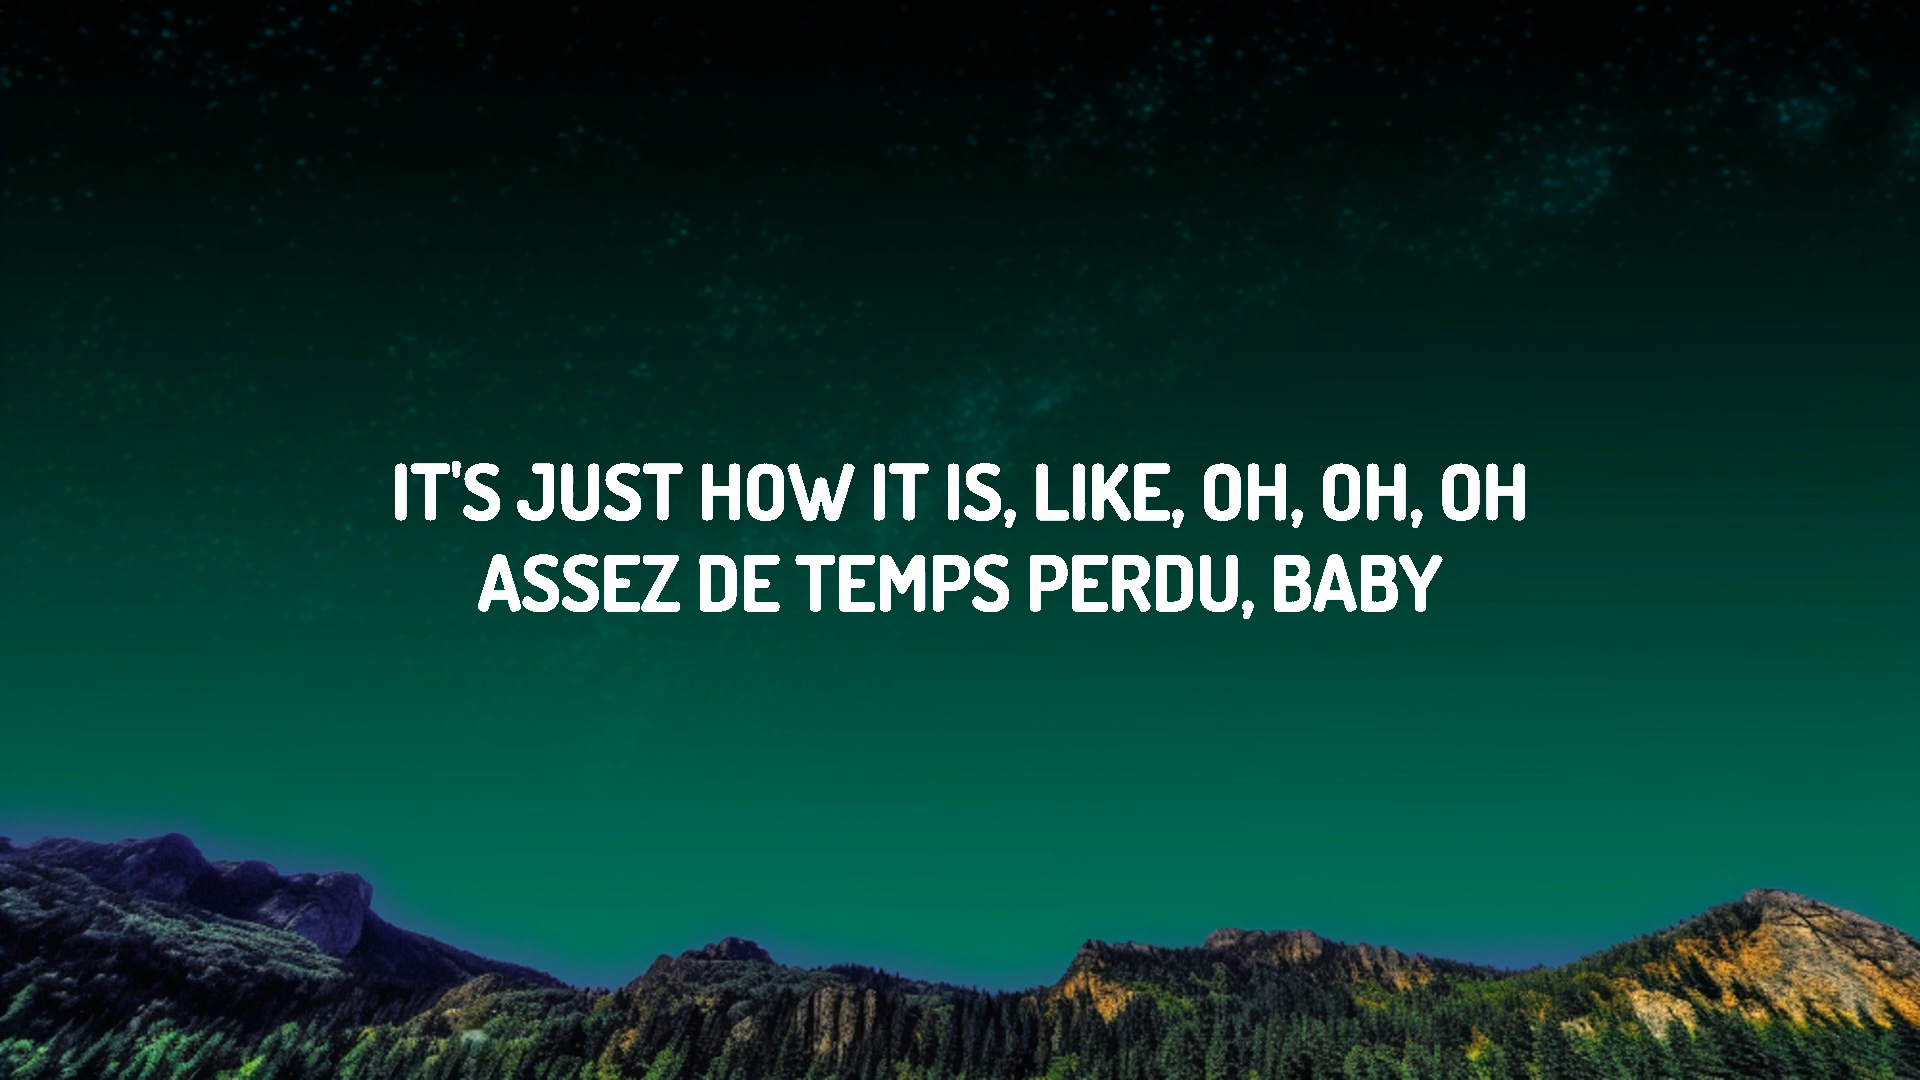 IT'S JUST HOW IT IS, LIKE, OH, OH, OH
ASSEZ DE TEMPS PERDU, BABY